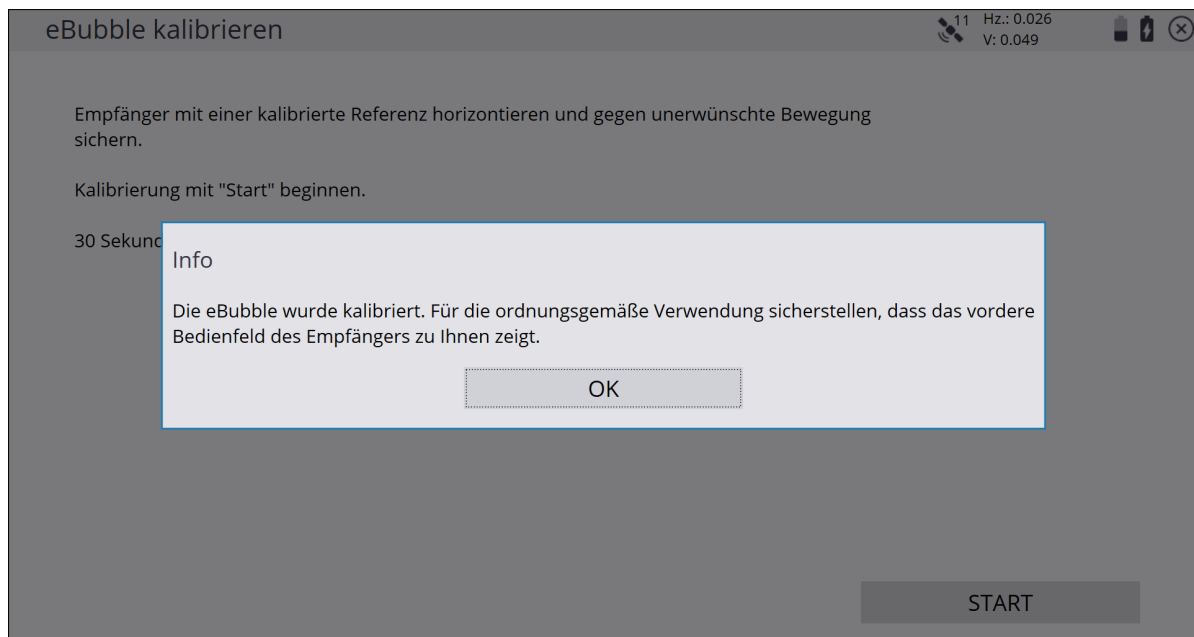 eBubble kalibrieren
11
Hz.: 0.026
V: 0.049
Empfänger mit einer kalibrierte Referenz horizontieren und gegen unerwünschte Bewegung
sichern.
Kalibrierung mit "Start" beginnen.
30
Info
Die eBubble wurde kalibriert. Für die ordnungsgemäße Verwendung sicherstellen, dass das vordere
Bedienfeld des Empfängers zu Ihnen zeigt.
OK
START